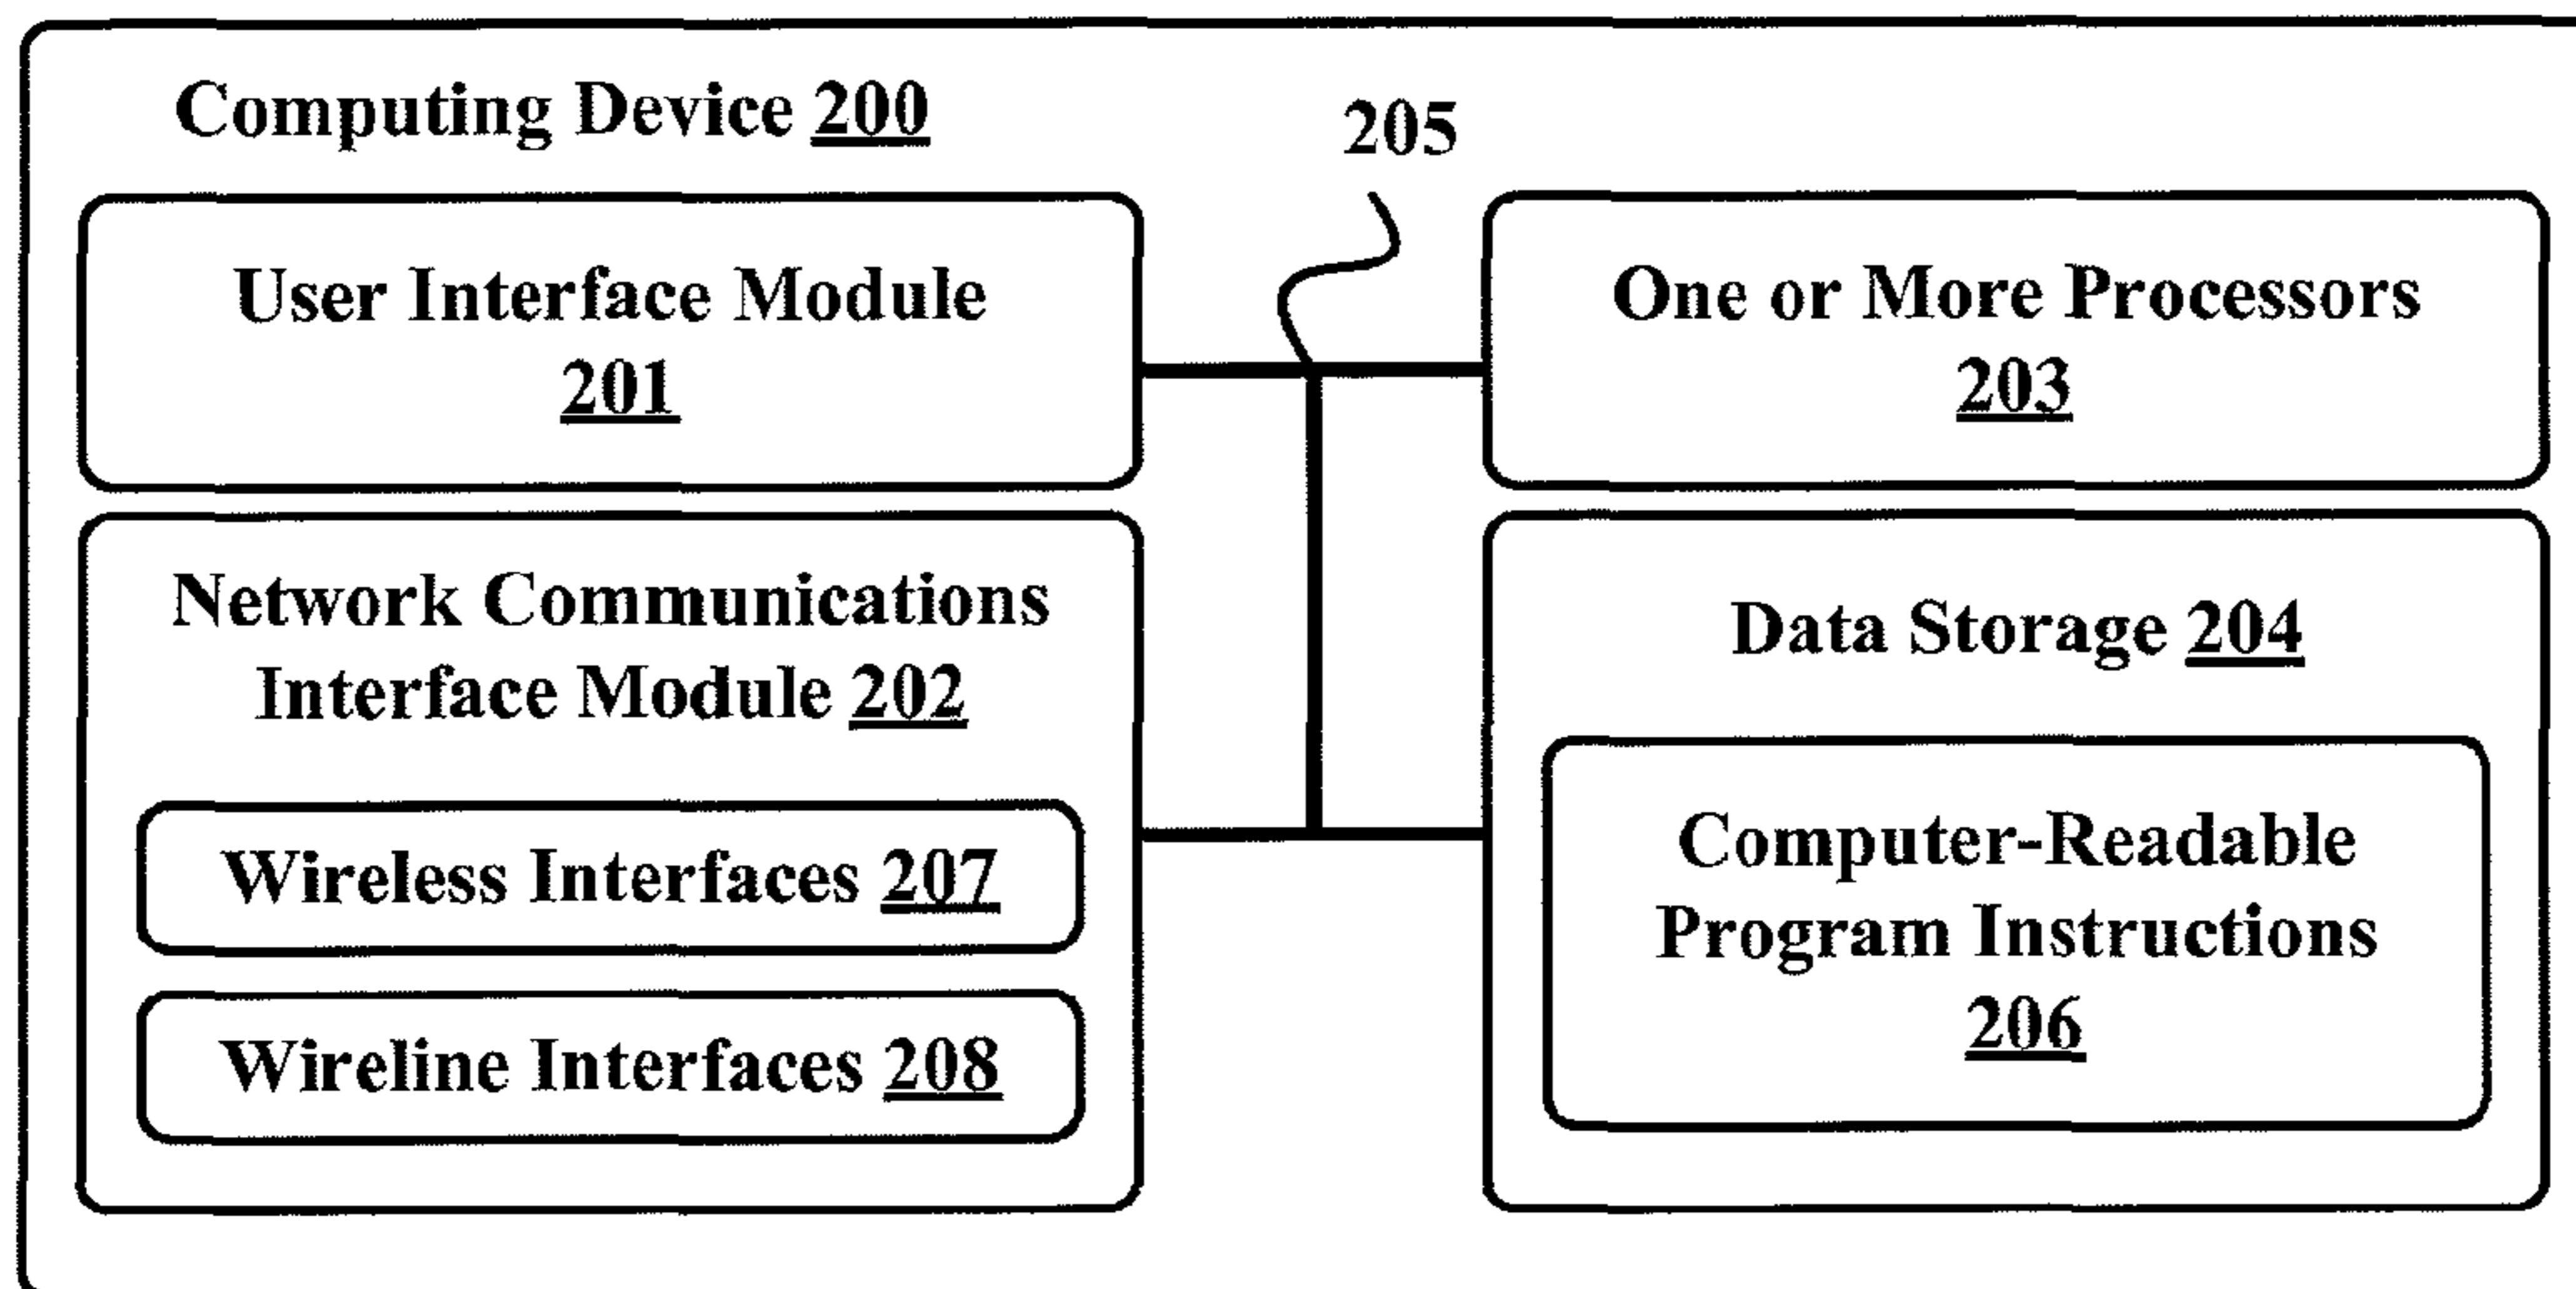 Computing Device 200
205
User Interface Module
201
One or More Processors
203
Network Communications
Interface Module 202
Wireless Interfaces 207
Wireline Interfaces 208
Data Storage 204
Computer-Readable
Program Instructions
206